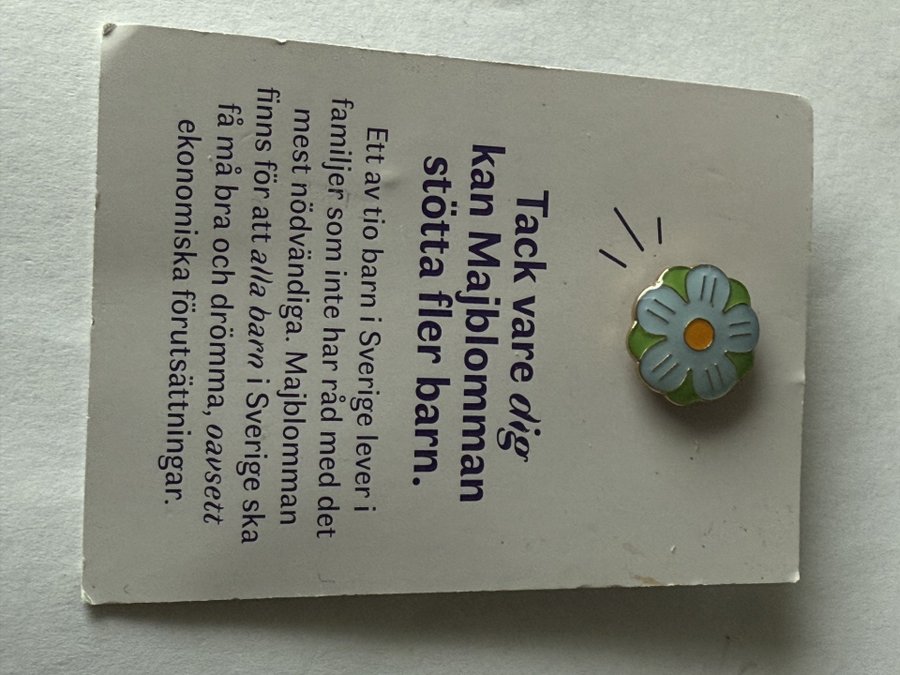 Tack vare dig
kan Majblomman
stötta fler barn.
Ett av tio barn i Sverige lever i
familjer som inte har råd med det
mest nödvändiga. Majblomman
finns för att alla barn i Sverige ska
få må bra och drömma, oavsett
ekonomiska förutsättningar.